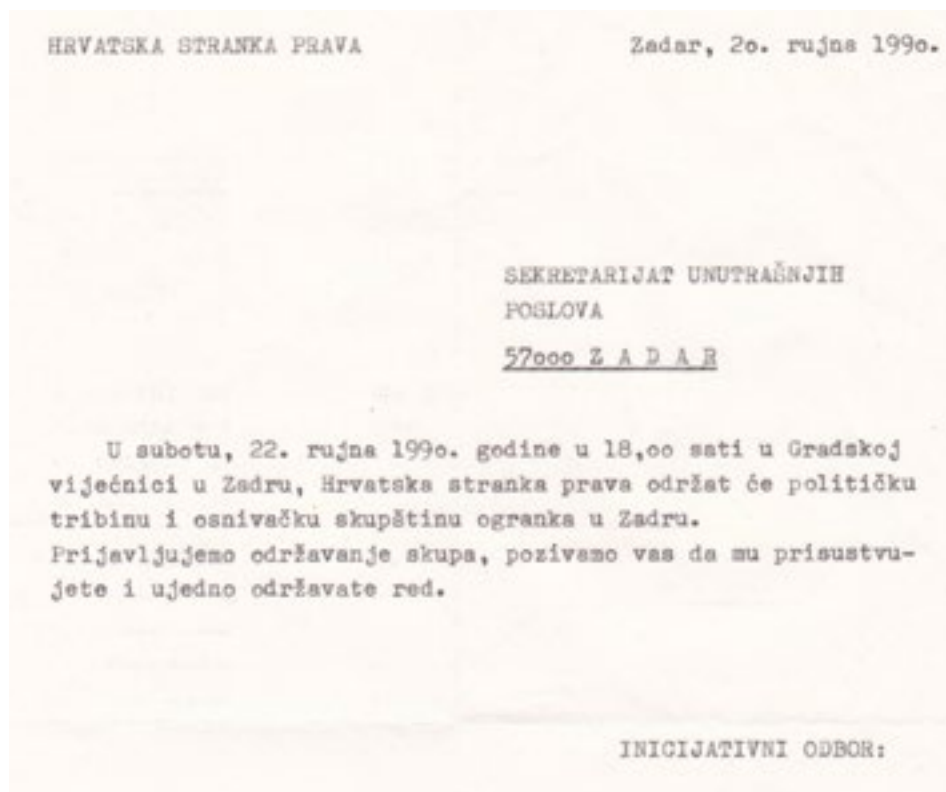 HRVATSKA STRANKA PRAVA
Zadar, 2o. rujna 199o.
SEKRETARIJAT UNUTRAŠNJIH
POSLOVA
57ooo Z A D A R
U subotu, 22. rujna 199o. godine u 18,oo sati u Gradskoj
vijećnici u Zadru, Hrvatska stranka prava održat će političku
tribinu i osnivačku skupštinu ogranka u Zadru.
Prijavljujemo održavanje skupa, pozivamo vas da mu prisustvu-
jete i ujedno održavate red.
INICIJATIVNI ODBOR: